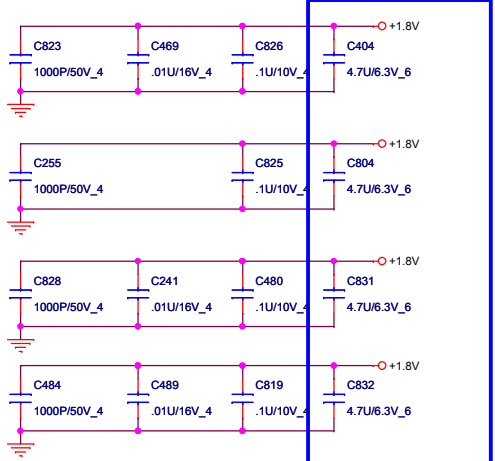 +1.8V
C823 C469 C826 C404
1000P/50V_4 .01U/16V_4 .1U/10V_4 4.7U/6.3V_6
+1.8V
C255 C825 C804
1000P/50V_4 .1U/10V_4 4.7U/6.3V_6
+1.8V
C828 C241 C480 C831
1000P/50V_4 .01U/16V_4 .1U/10V_4 4.7U/6.3V_6
+1.8V
C484 C489 C819 C832
1000P/50V_4 .01U/16V_4 .1U/10V_4 4.7U/6.3V_6